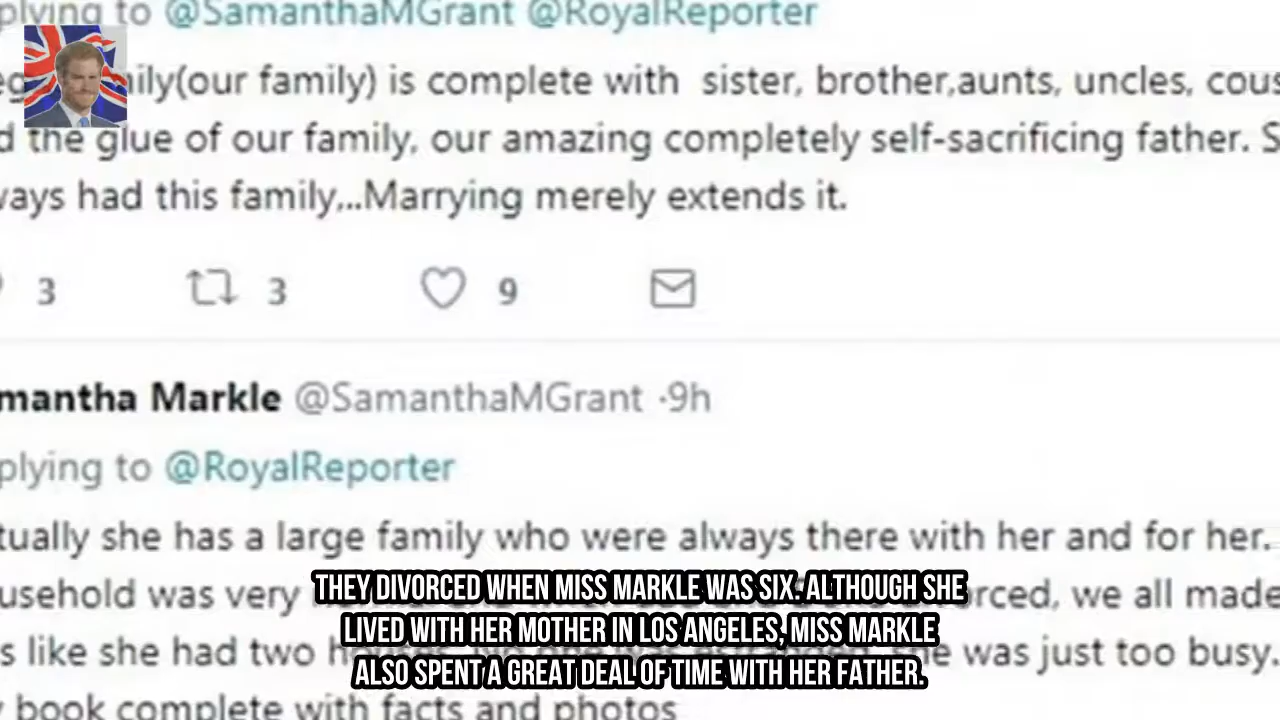 plying to @SamanthaMGrant @RoyalReporter
mily(our family) is complete with sister, brother,aunts, uncles, cous
d the glue of our family, our amazing completely self-sacrificing father. S
ways had this family,..Marrying merely extends it.
3 3 9
mantha Markle @SamanthaMGrant ·9h
plying to @RoyalReporter
tually she has a large family who were always there with her and for her.
usehold was very rced, we all made
s like she had two she was just too busy.
book complete with facts and photos
THEY DIVORCED WHEN MISS MARKLE WAS SIX. ALTHOUGH SHE
LIVED WITH HER MOTHER IN LOS ANGELES, MISS MARKLE
ALSO SPENT A GREAT DEAL OF TIME WITH HER FATHER.